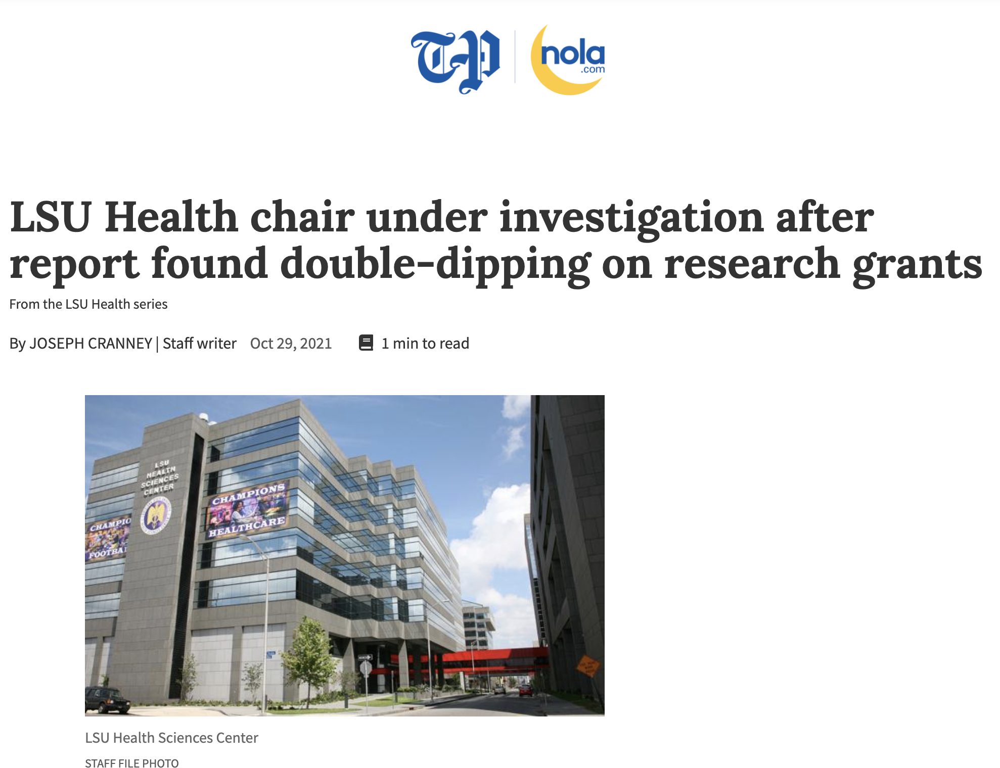 TP
nola
.com
LSU Health chair under investigation after
report found double-dipping on research grants
From the LSU Health series
By JOSEPH CRANNEY | Staff writer Oct 29, 2021 1 min to read
LSU
HEALTH
SCIENCES
CENTER
CHAMPIONS
HEALTHCARE
CHAMPIO
FOOTBA
LSU Health Sciences Center
STAFF FILE PHOTO